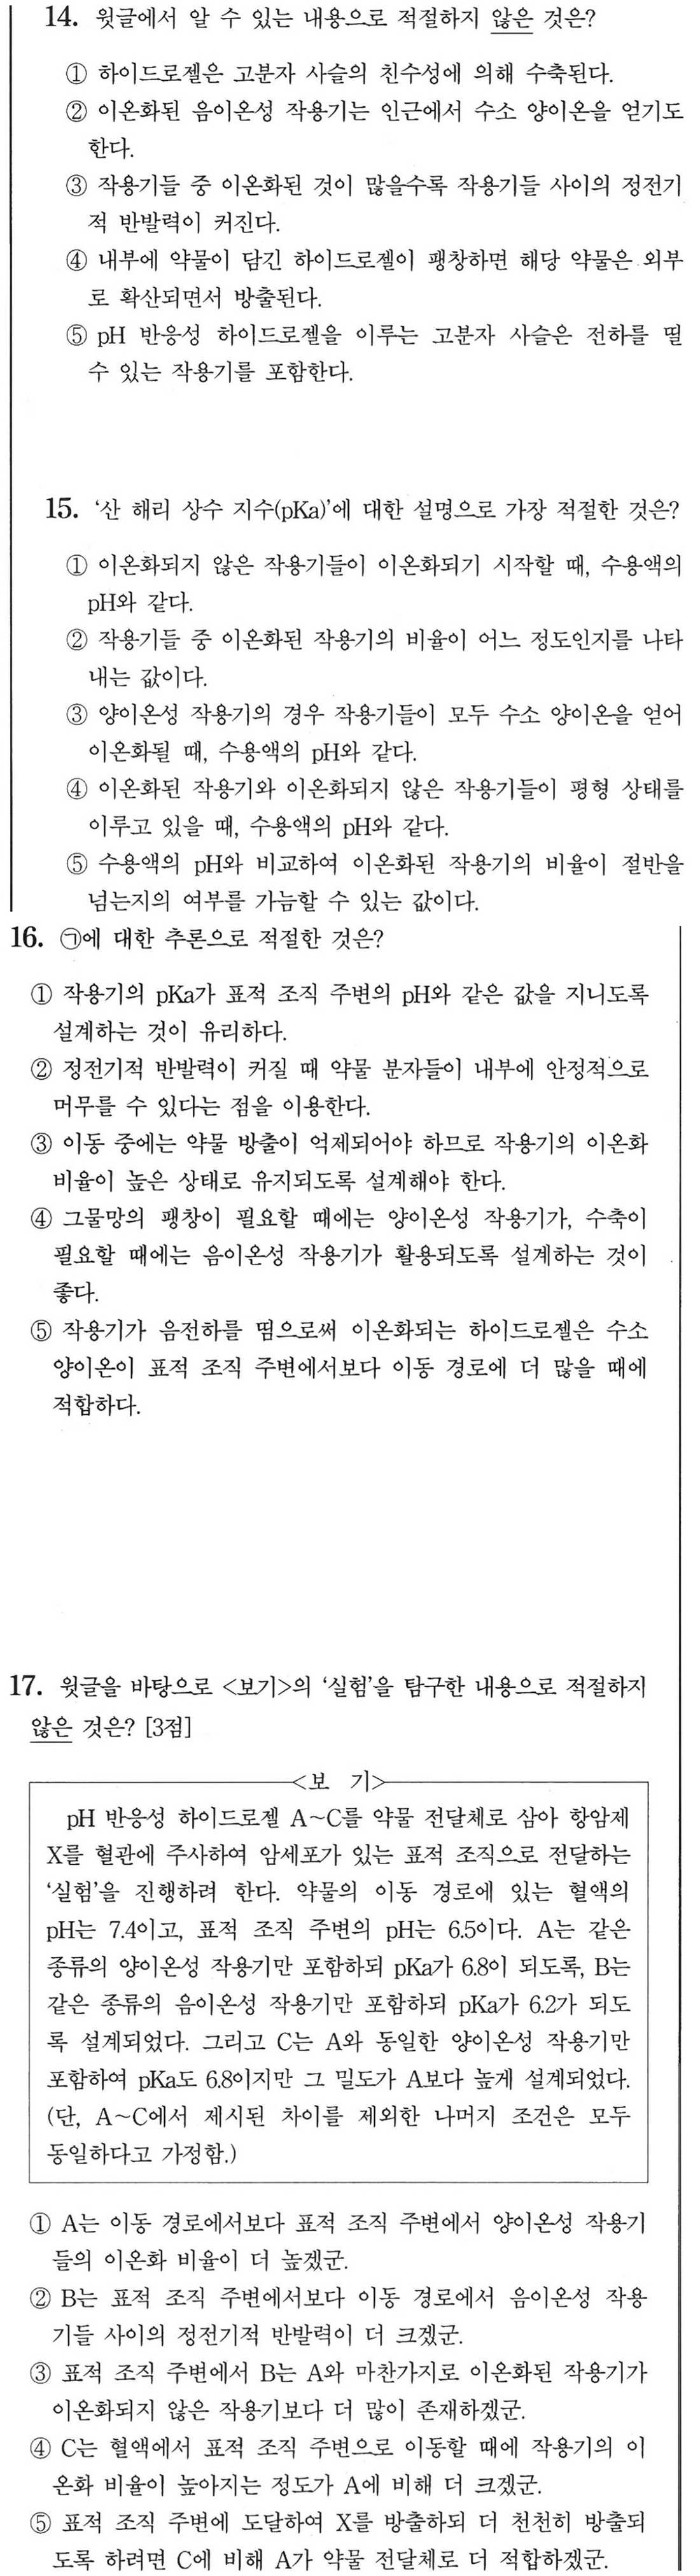 14. 윗글에서 알 수 있는 내용으로 적절하지 않은 것은?
① 하이드로젤은 고분자 사슬의 친수성에 의해 수축된다.
② 이온화된 음이온성 작용기는 인근에서 수소 양이온을 얻기도
한다.
③ 작용기들 중 이온화된 것이 많을수록 작용기들 사이의 정전기
적 반발력이 커진다.
④ 내부에 약물이 담긴 하이드로젤이 팽창하면 해당 약물은 외부
로 확산되면서 방출된다.
⑤ pH 반응성 하이드로젤을 이루는 고분자 사슬은 전하를 띨
수 있는 작용기를 포함한다.
15. ‘산 해리 상수 지수(pKa)’에 대한 설명으로 가장 적절한 것은?
① 이온화되지 않은 작용기들이 이온화되기 시작할 때, 수용액의
pH와 같다.
② 작용기들 중 이온화된 작용기의 비율이 어느 정도인지를 나타
내는 값이다.
③ 양이온성 작용기의 경우 작용기들이 모두 수소 양이온을 얻어
이온화될 때, 수용액의 pH와 같다.
④ 이온화된 작용기와 이온화되지 않은 작용기들이 평형 상태를
이루고 있을 때, 수용액의 pH와 같다.
⑤ 수용액의 pH와 비교하여 이온화된 작용기의 비율이 절반을
넘는지의 여부를 가늠할 수 있는 값이다.
16. ㉠에 대한 추론으로 적절한 것은?
① 작용기의 pKa가 표적 조직 주변의 pH와 같은 값을 지니도록
설계하는 것이 유리하다.
② 정전기적 반발력이 커질 때 약물 분자들이 내부에 안정적으로
머무를 수 있다는 점을 이용한다.
③ 이동 중에는 약물 방출이 억제되어야 하므로 작용기의 이온화
비율이 높은 상태로 유지되도록 설계해야 한다.
④ 그물망의 팽창이 필요할 때에는 양이온성 작용기가, 수축이
필요할 때에는 음이온성 작용기가 활용되도록 설계하는 것이
좋다.
⑤ 작용기가 음전하를 띰으로써 이온화되는 하이드로젤은 수소
양이온이 표적 조직 주변에서보다 이동 경로에 더 많을 때에
적합하다.
17. 윗글을 바탕으로 <보기>의 ‘실험’을 탐구한 내용으로 적절하지
않은 것은? [3점]
<보 기>
pH 반응성 하이드로젤 A~C를 약물 전달체로 삼아 항암제
X를 혈관에 주사하여 암세포가 있는 표적 조직으로 전달하는
‘실험’을 진행하려 한다. 약물의 이동 경로에 있는 혈액의
pH는 7.4이고, 표적 조직 주변의 pH는 6.5이다. A는 같은
종류의 양이온성 작용기만 포함하되 pKa가 6.8이 되도록, B는
같은 종류의 음이온성 작용기만 포함하되 pKa가 6.2가 되도
록 설계되었다. 그리고 C는 A와 동일한 양이온성 작용기만
포함하여 pKa도 6.8이지만 그 밀도가 A보다 높게 설계되었다.
(단, A~C에서 제시된 차이를 제외한 나머지 조건은 모두
동일하다고 가정함.)
① A는 이동 경로에서보다 표적 조직 주변에서 양이온성 작용기
들의 이온화 비율이 더 높겠군.
② B는 표적 조직 주변에서보다 이동 경로에서 음이온성 작용
기들 사이의 정전기적 반발력이 더 크겠군.
③ 표적 조직 주변에서 B는 A와 마찬가지로 이온화된 작용기가
이온화되지 않은 작용기보다 더 많이 존재하겠군.
④ C는 혈액에서 표적 조직 주변으로 이동할 때에 작용기의 이
온화 비율이 높아지는 정도가 A에 비해 더 크겠군.
⑤ 표적 조직 주변에 도달하여 X를 방출하되 더 천천히 방출되
도록 하려면 C에 비해 A가 약물 전달체로 더 적합하겠군.